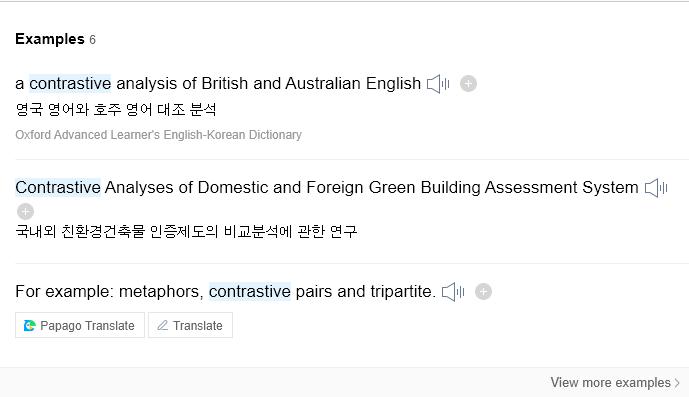 Examples 6
a contrastive analysis of British and Australian English
영국 영어와 호주 영어 대조 분석
Oxford Advanced Learner's English-Korean Dictionary
Contrastive Analyses of Domestic and Foreign Green Building Assessment System
국내외 친환경건축물 인증제도의 비교분석에 관한 연구
For example: metaphors, contrastive pairs and tripartite.
Papago Translate Translate
View more examples